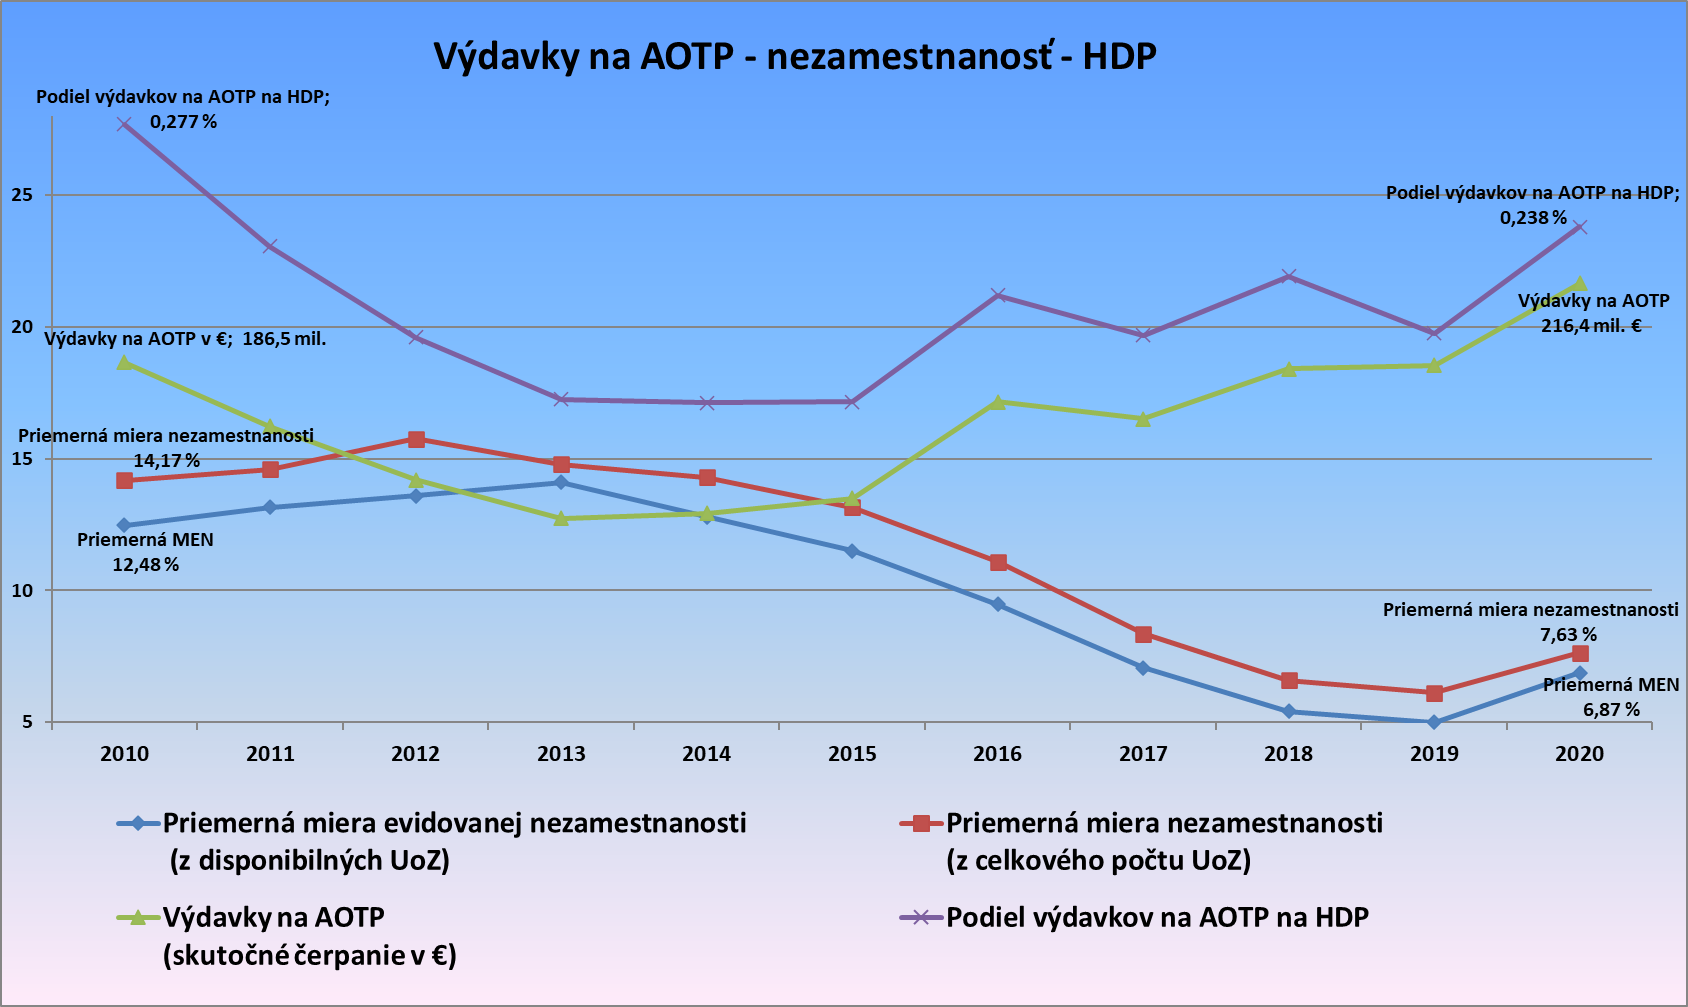 Výdavky na AOTP - nezamestnanosť - HDP
Podiel výdavkov na AOTP na HDP;
0,277 %
25
Podiel výdavkov na AOTP na HDP;
0,238 %
20
Výdavky na AOTP v €;  186,5 mil.
Výdavky na AOTP
216,4 mil. €
Priemerná miera nezamestnanosti
14,17 %
15
Priemerná MEN
12,48 %
10
Priemerná miera nezamestnanosti
7,63 %
Priemerná MEN
6,87 %
5
2010 2011 2012 2013 2014 2015 2016 2017 2018 2019 2020
Priemerná miera evidovanej nezamestnanosti
(z disponibilných UoZ)
Priemerná miera nezamestnanosti
(z celkového počtu UoZ)
Výdavky na AOTP
(skutočné čerpanie v €)
Podiel výdavkov na AOTP na HDP